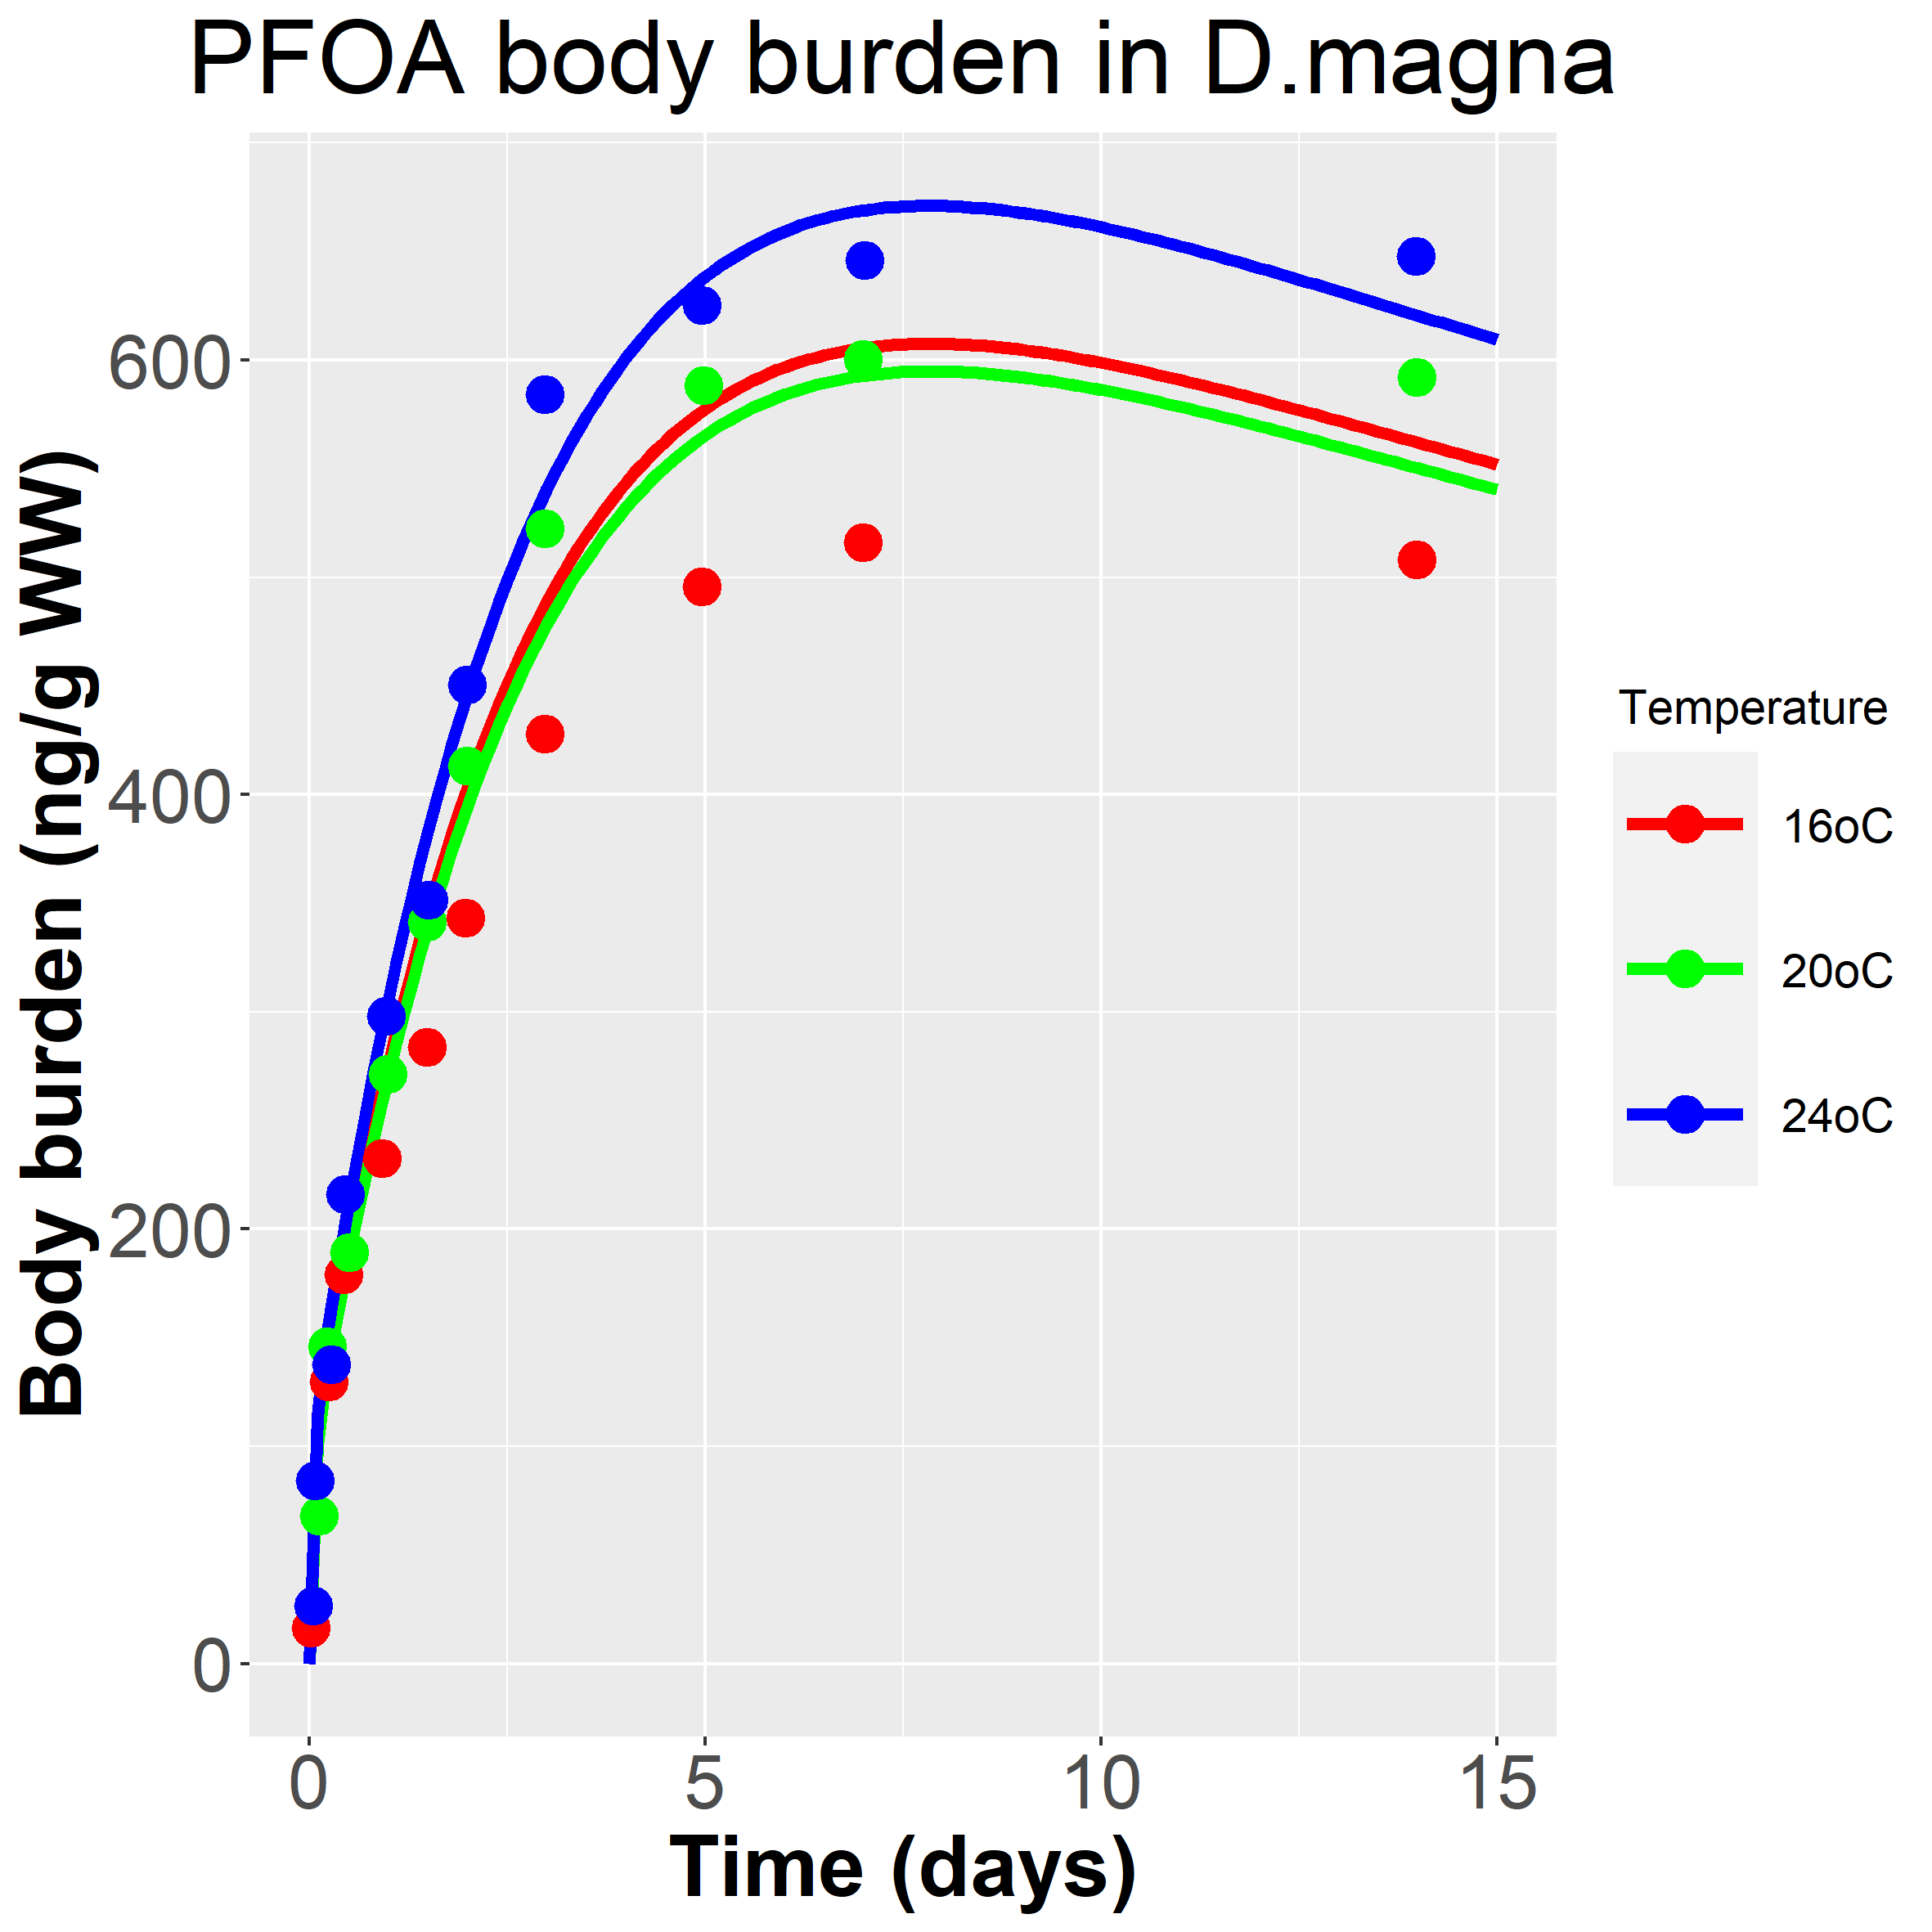 PFOA body burden in D.magna
Body burden (ng/g WW)
600
400
200
0
0 5 10 15
Time (days)
Temperature
16oC
20oC
24oC